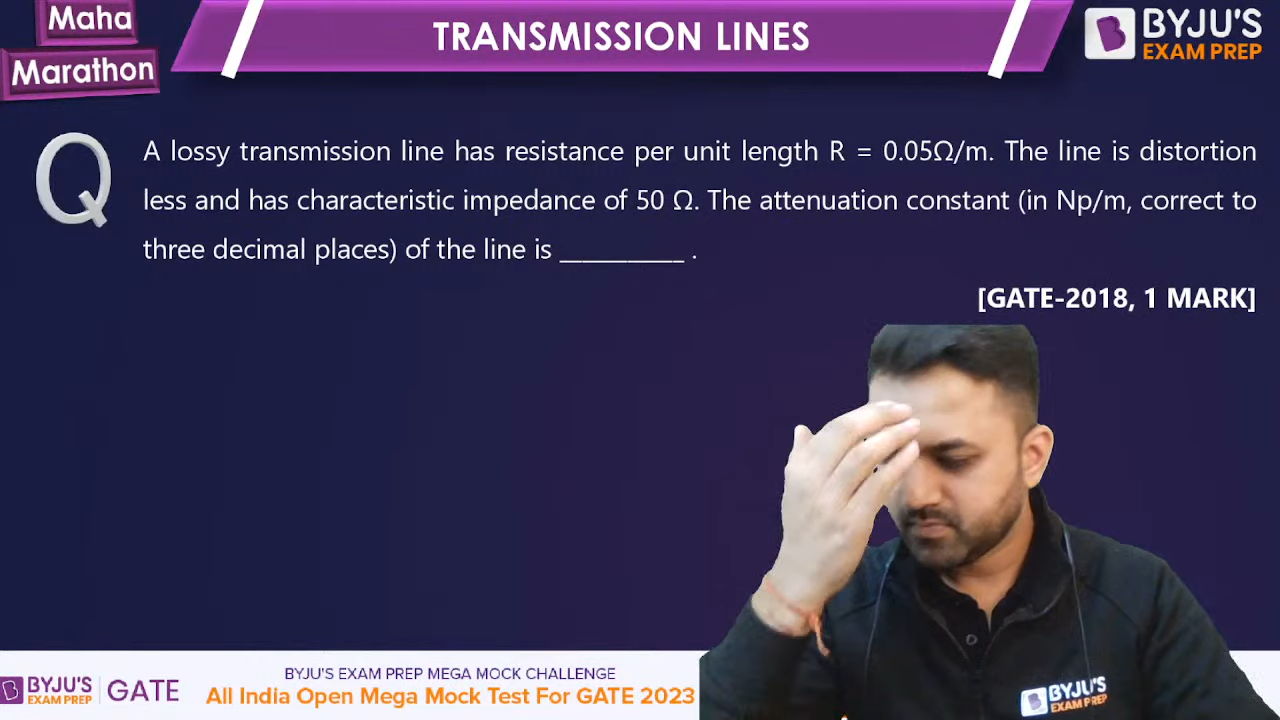 Maha
Marathon
TRANSMISSION LINES
BYJU'S
EXAM PREP
Q
A lossy transmission line has resistance per unit length R = 0.05Ω/m. The line is distortion
less and has characteristic impedance of 50 Ω. The attenuation constant (in Np/m, correct to
three decimal places) of the line is __________ .
[GATE-2018, 1 MARK]
BYJU'S
EXAM PREP
GATE
BYJU'S EXAM PREP MEGA MOCK CHALLENGE
All India Open Mega Mock Test For GATE 2023
BYJU'S
EXAM PREP